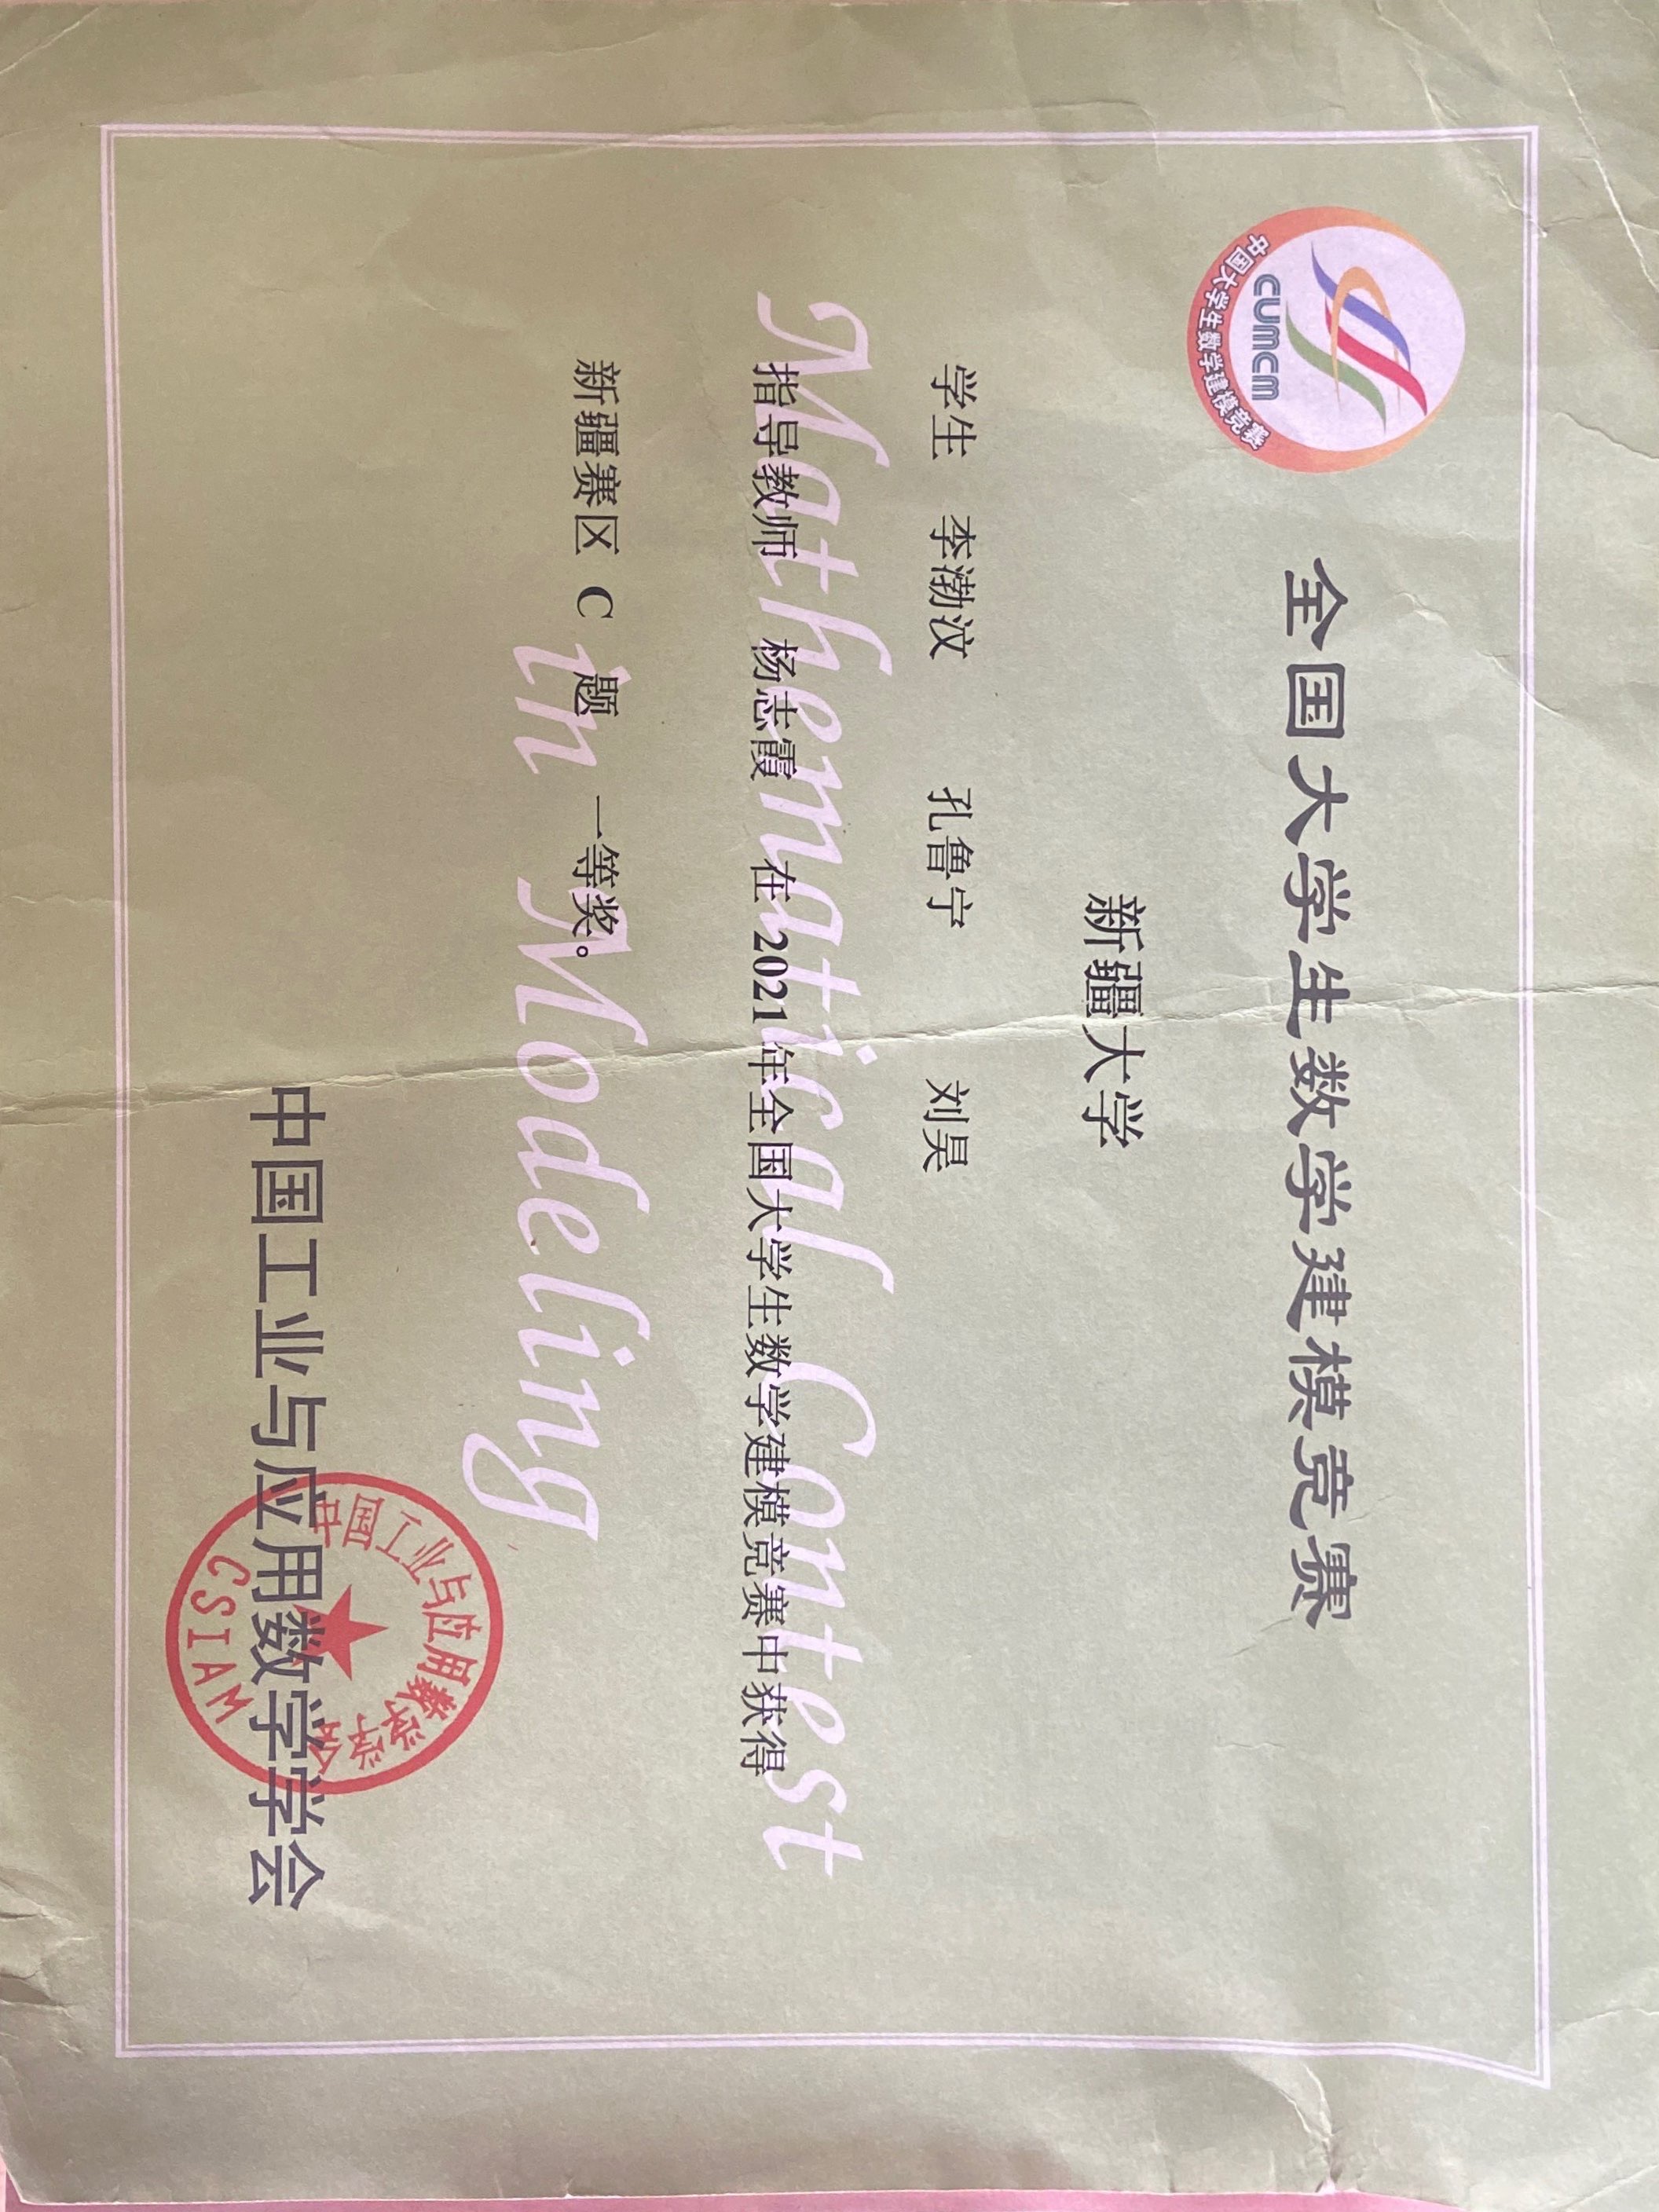 CUMCM
中国大学生数学建模竞赛
全国大学生数学建模竞赛
新疆大学
学生 李渤汶 孔鲁宁 刘昊
Mathematical Contest
指导教师 杨志霞 在 2021 年全国大学生数学建模竞赛中获得
in Modeling
新疆赛区 C 题 一等奖。
中国工业与应用数学学会
中国工业与应用数学学会
CSIAM